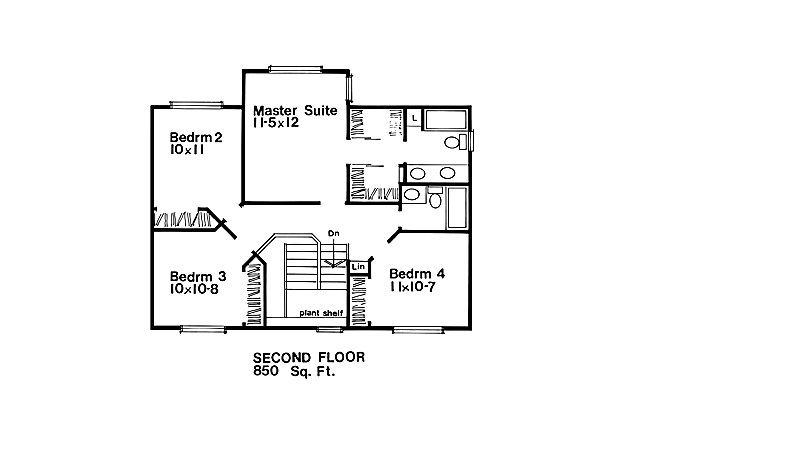 Master Suite
11-5x12
L
Bedrm 2
10x11
Dn
Lin
Bedrm 3
10x10-8
Bedrm 4
11x10-7
plant shelf
SECOND FLOOR
850 Sq. Ft.